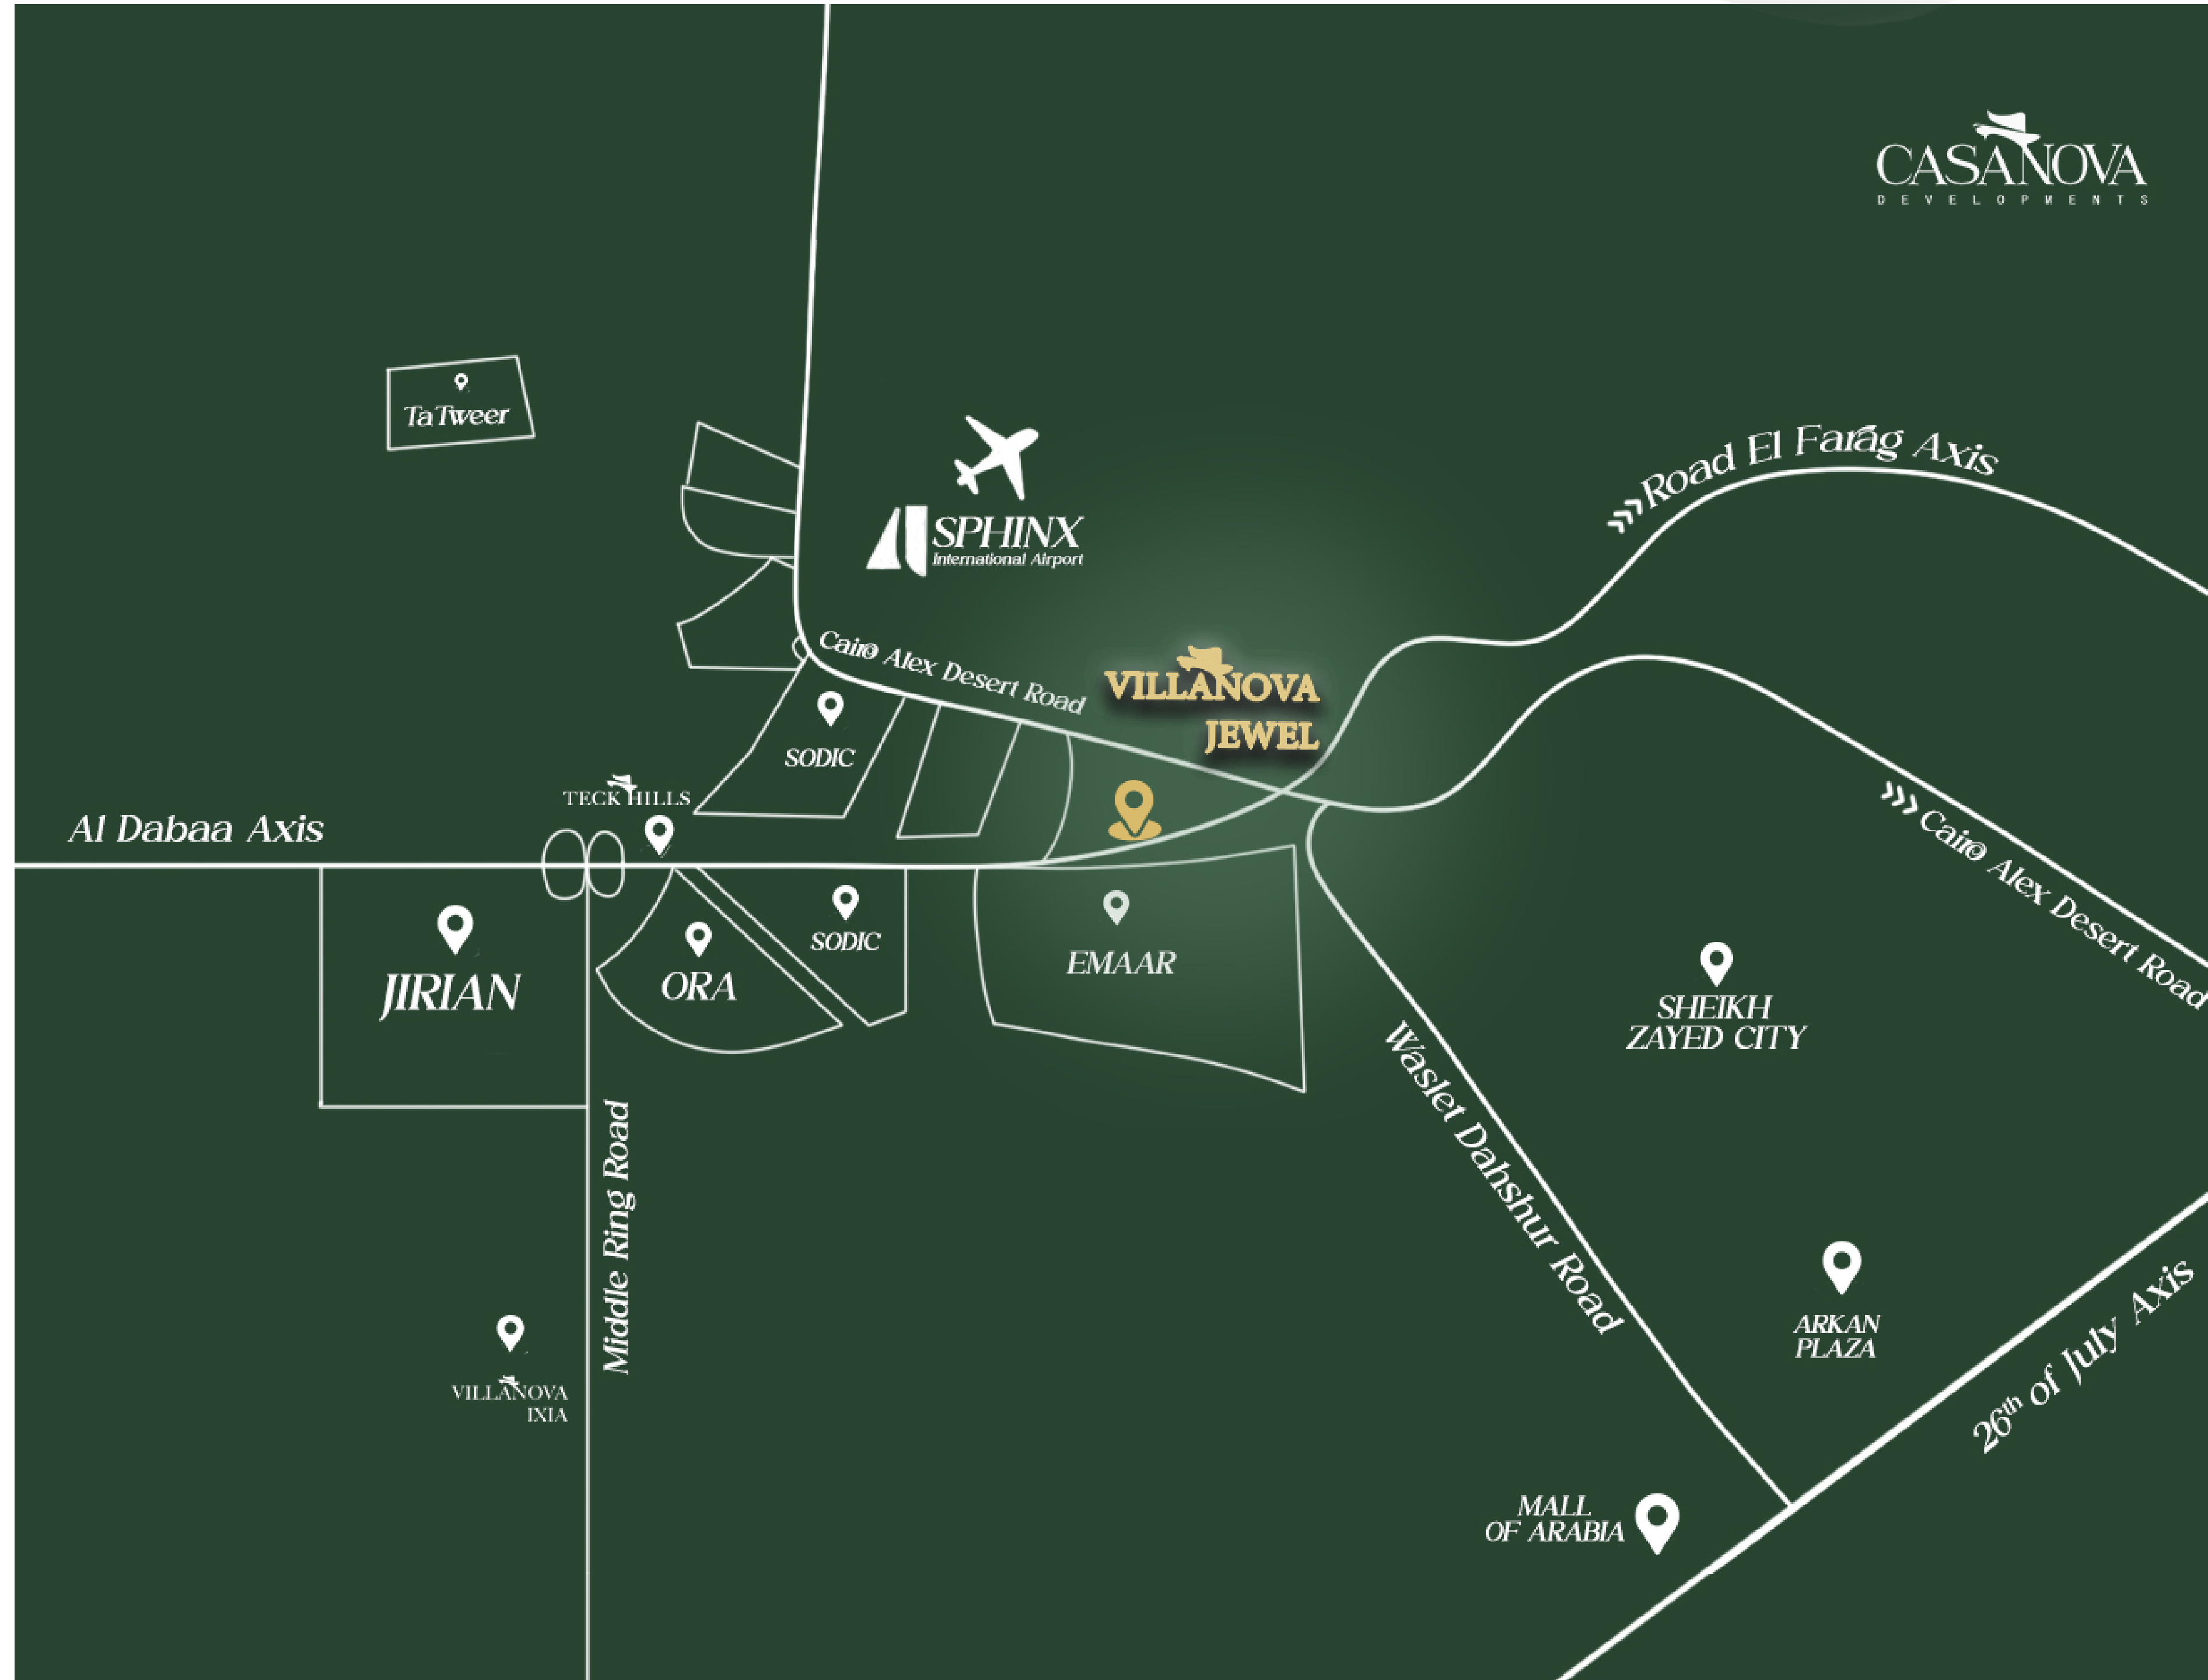 CASANOVA
DEVELOPMENTS
TaTweer
Road El Farag Axis
SPHINX
International Airport
Cairo Alex Desert Road
VILLANOVA
JEWEL
SODIC
TECK HILLS
Al Dabaa Axis
Cairo Alex Desert Road
JIRIAN
ORA
SODIC
EMAAR
SHEIKH
ZAYED CITY
Waslet Dahshur Road
Middle Ring Road
ARKAN
PLAZA
26th of July Axis
VILLANOVA
IXIA
MALL
OF ARABIA